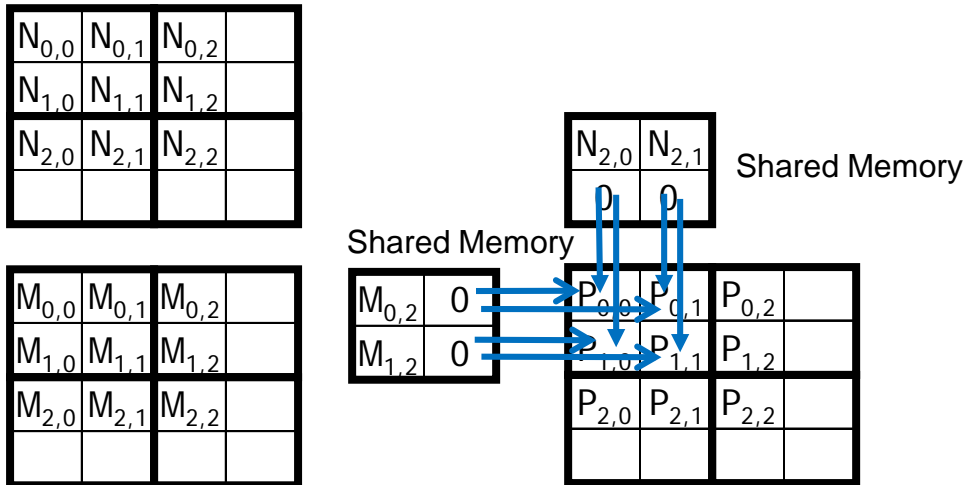 N0,0 N0,1 N0,2
N1,0 N1,1 N1,2
N2,0 N2,1 N2,2
N2,0 N2,1
0 0
Shared Memory
Shared Memory
M0,2 0
M1,2 0
M0,0 M0,1 M0,2
M1,0 M1,1 M1,2
M2,0 M2,1 M2,2
P0,0 P0,1 P0,2
P1,0 P1,1 P1,2
P2,0 P2,1 P2,2